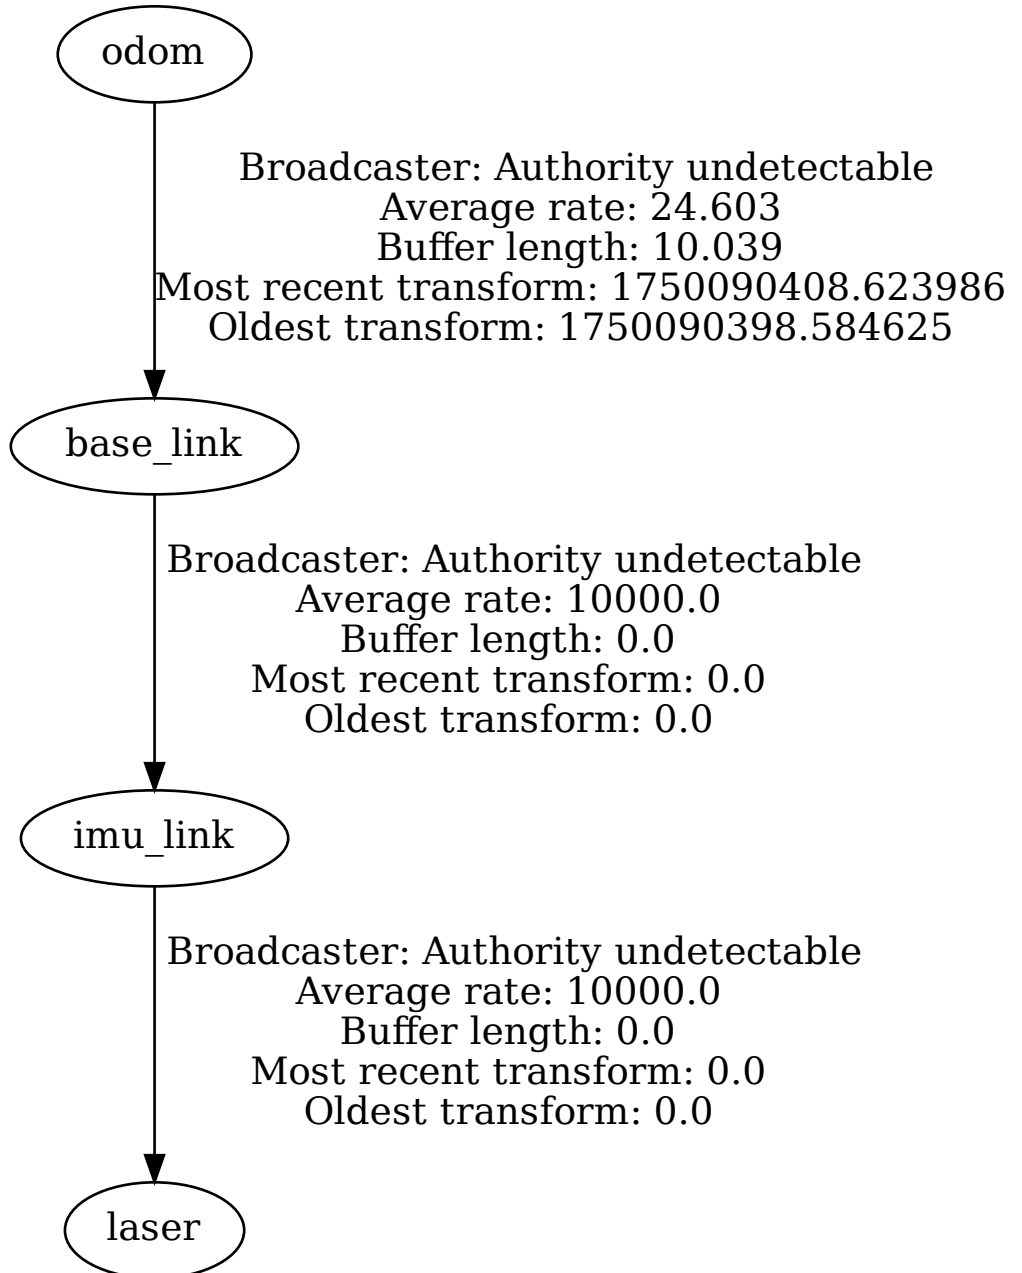 odom
Broadcaster: Authority undetectable
Average rate: 24.603
Buffer length: 10.039
Most recent transform: 1750090408.623986
Oldest transform: 1750090398.584625
base_link
Broadcaster: Authority undetectable
Average rate: 10000.0
Buffer length: 0.0
Most recent transform: 0.0
Oldest transform: 0.0
imu_link
Broadcaster: Authority undetectable
Average rate: 10000.0
Buffer length: 0.0
Most recent transform: 0.0
Oldest transform: 0.0
laser